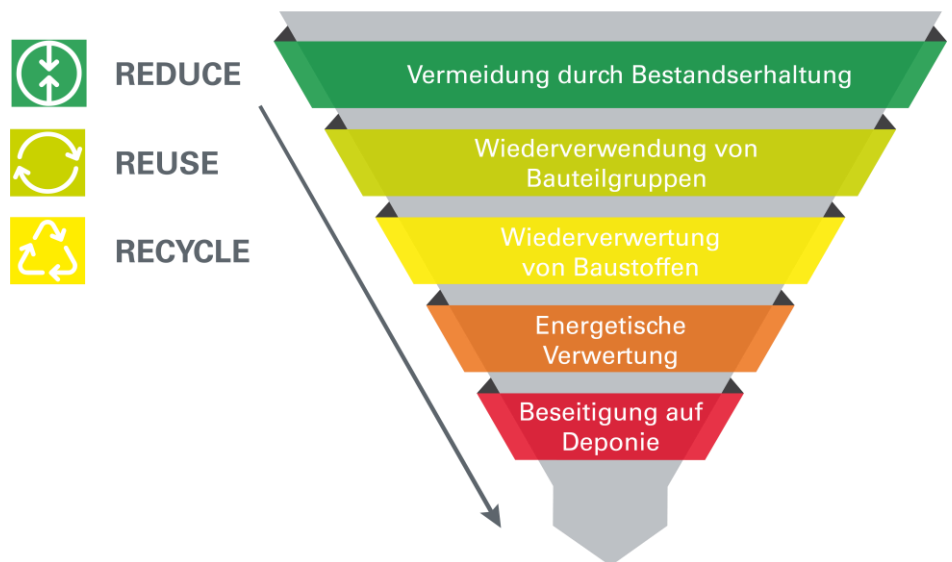 REDUCE
REUSE
RECYCLE
Vermeidung durch Bestandserhaltung
Wiederverwendung von
Bauteilgruppen
Wiederverwertung
von Baustoffen
Energetische
Verwertung
Beseitigung auf
Deponie